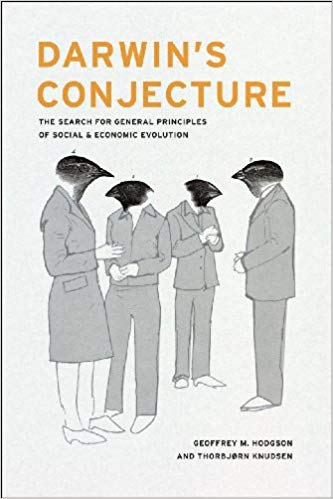 DARWIN'S
CONJECTURE
THE SEARCH FOR GENERAL PRINCIPLES
OF SOCIAL & ECONOMIC EVOLUTION
GEOFFREY M. HODGSON
AND THORBJØRN KNUDSEN